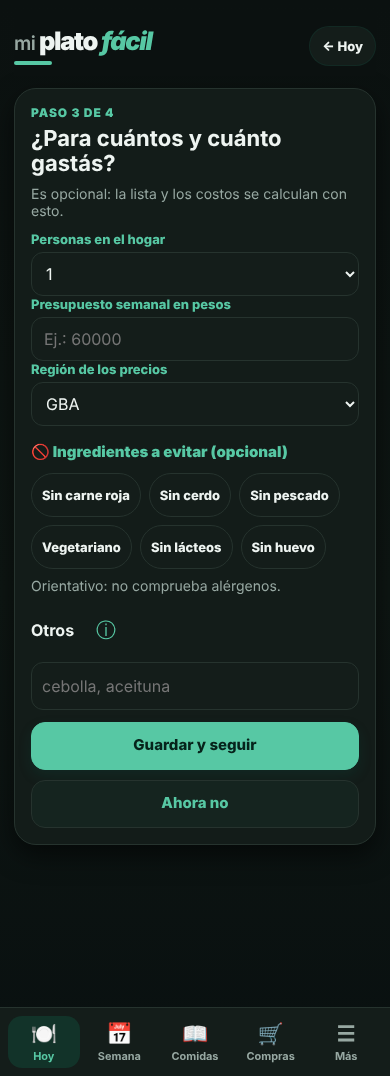 mi plato fácil
← Hoy
PASO 3 DE 4
¿Para cuántos y cuánto
gastás?
Es opcional: la lista y los costos se calculan con
esto.
Personas en el hogar
1
Presupuesto semanal en pesos
Ej.: 60000
Región de los precios
GBA
🚫 Ingredientes a evitar (opcional)
Sin carne roja
Sin cerdo
Sin pescado
Vegetariano
Sin lácteos
Sin huevo
Orientativo: no comprueba alérgenos.
Otros ⓘ
cebolla, aceituna
Guardar y seguir
Ahora no
Hoy
Semana
Comidas
Compras
Más